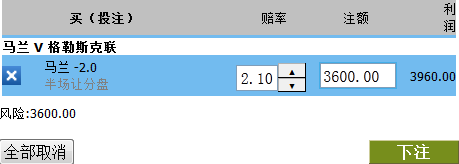 买（投注） 赔率 注额 利润
马兰 V 格勒斯克联
马兰 -2.0 2.10 3600.00 3960.00
半场让分盘
风险:3600.00
全部取消 下注